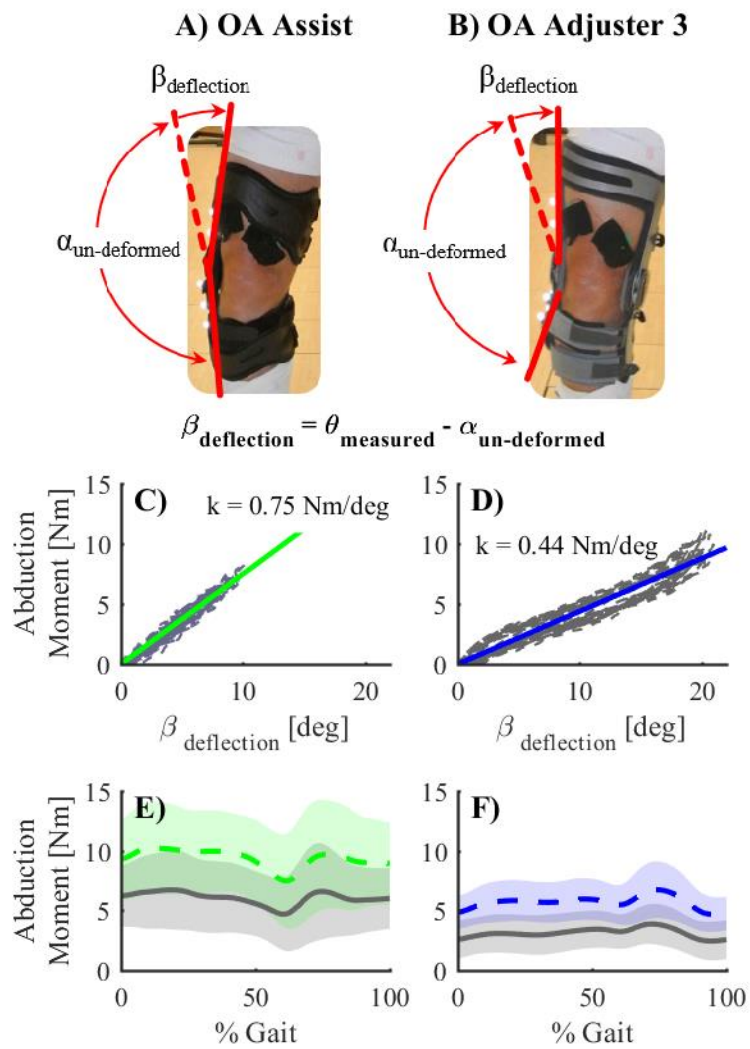 A) OA Assist
B) OA Adjuster 3
βdeflection
βdeflection
αun-deformed
αun-deformed
βdeflection = θmeasured - αun-deformed
C)
k = 0.75 Nm/deg
D)
k = 0.44 Nm/deg
Abduction
Moment [Nm]
15
10
5
0
15
10
5
0
0 10 20
0 10 20
β deflection [deg]
β deflection [deg]
E)
F)
Abduction
Moment [Nm]
15
10
5
0
15
10
5
0
0 50 100
0 50 100
% Gait
% Gait